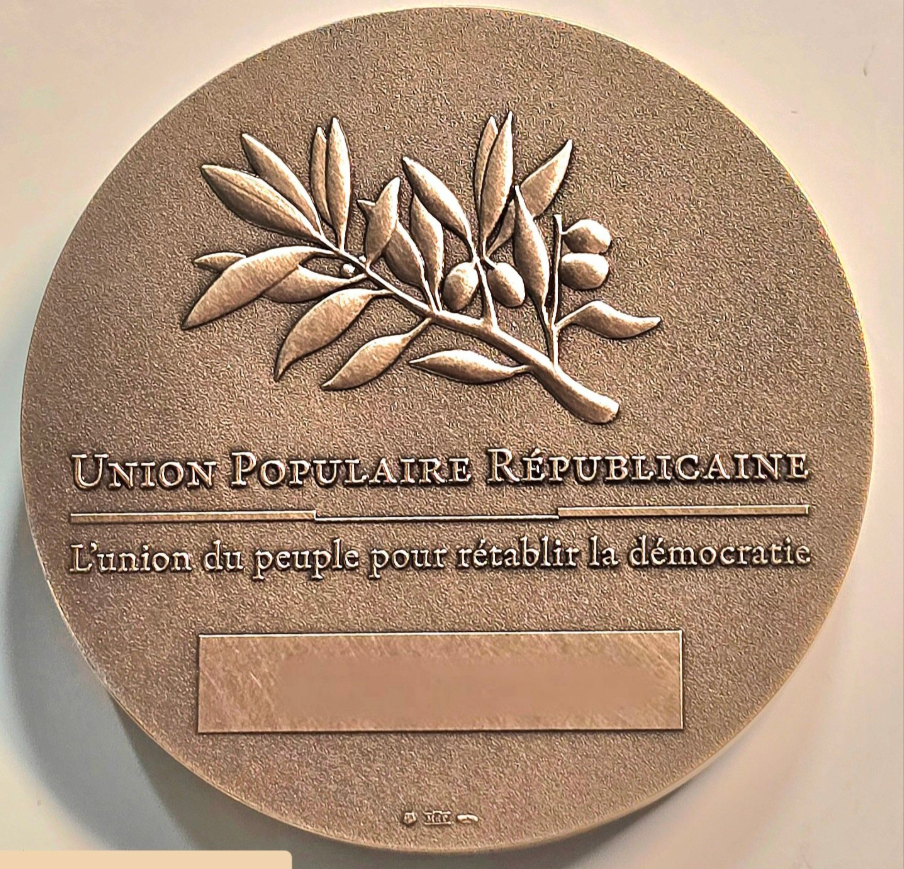 Union Populaire Républicaine
L'union du peuple pour rétablir la démocratie